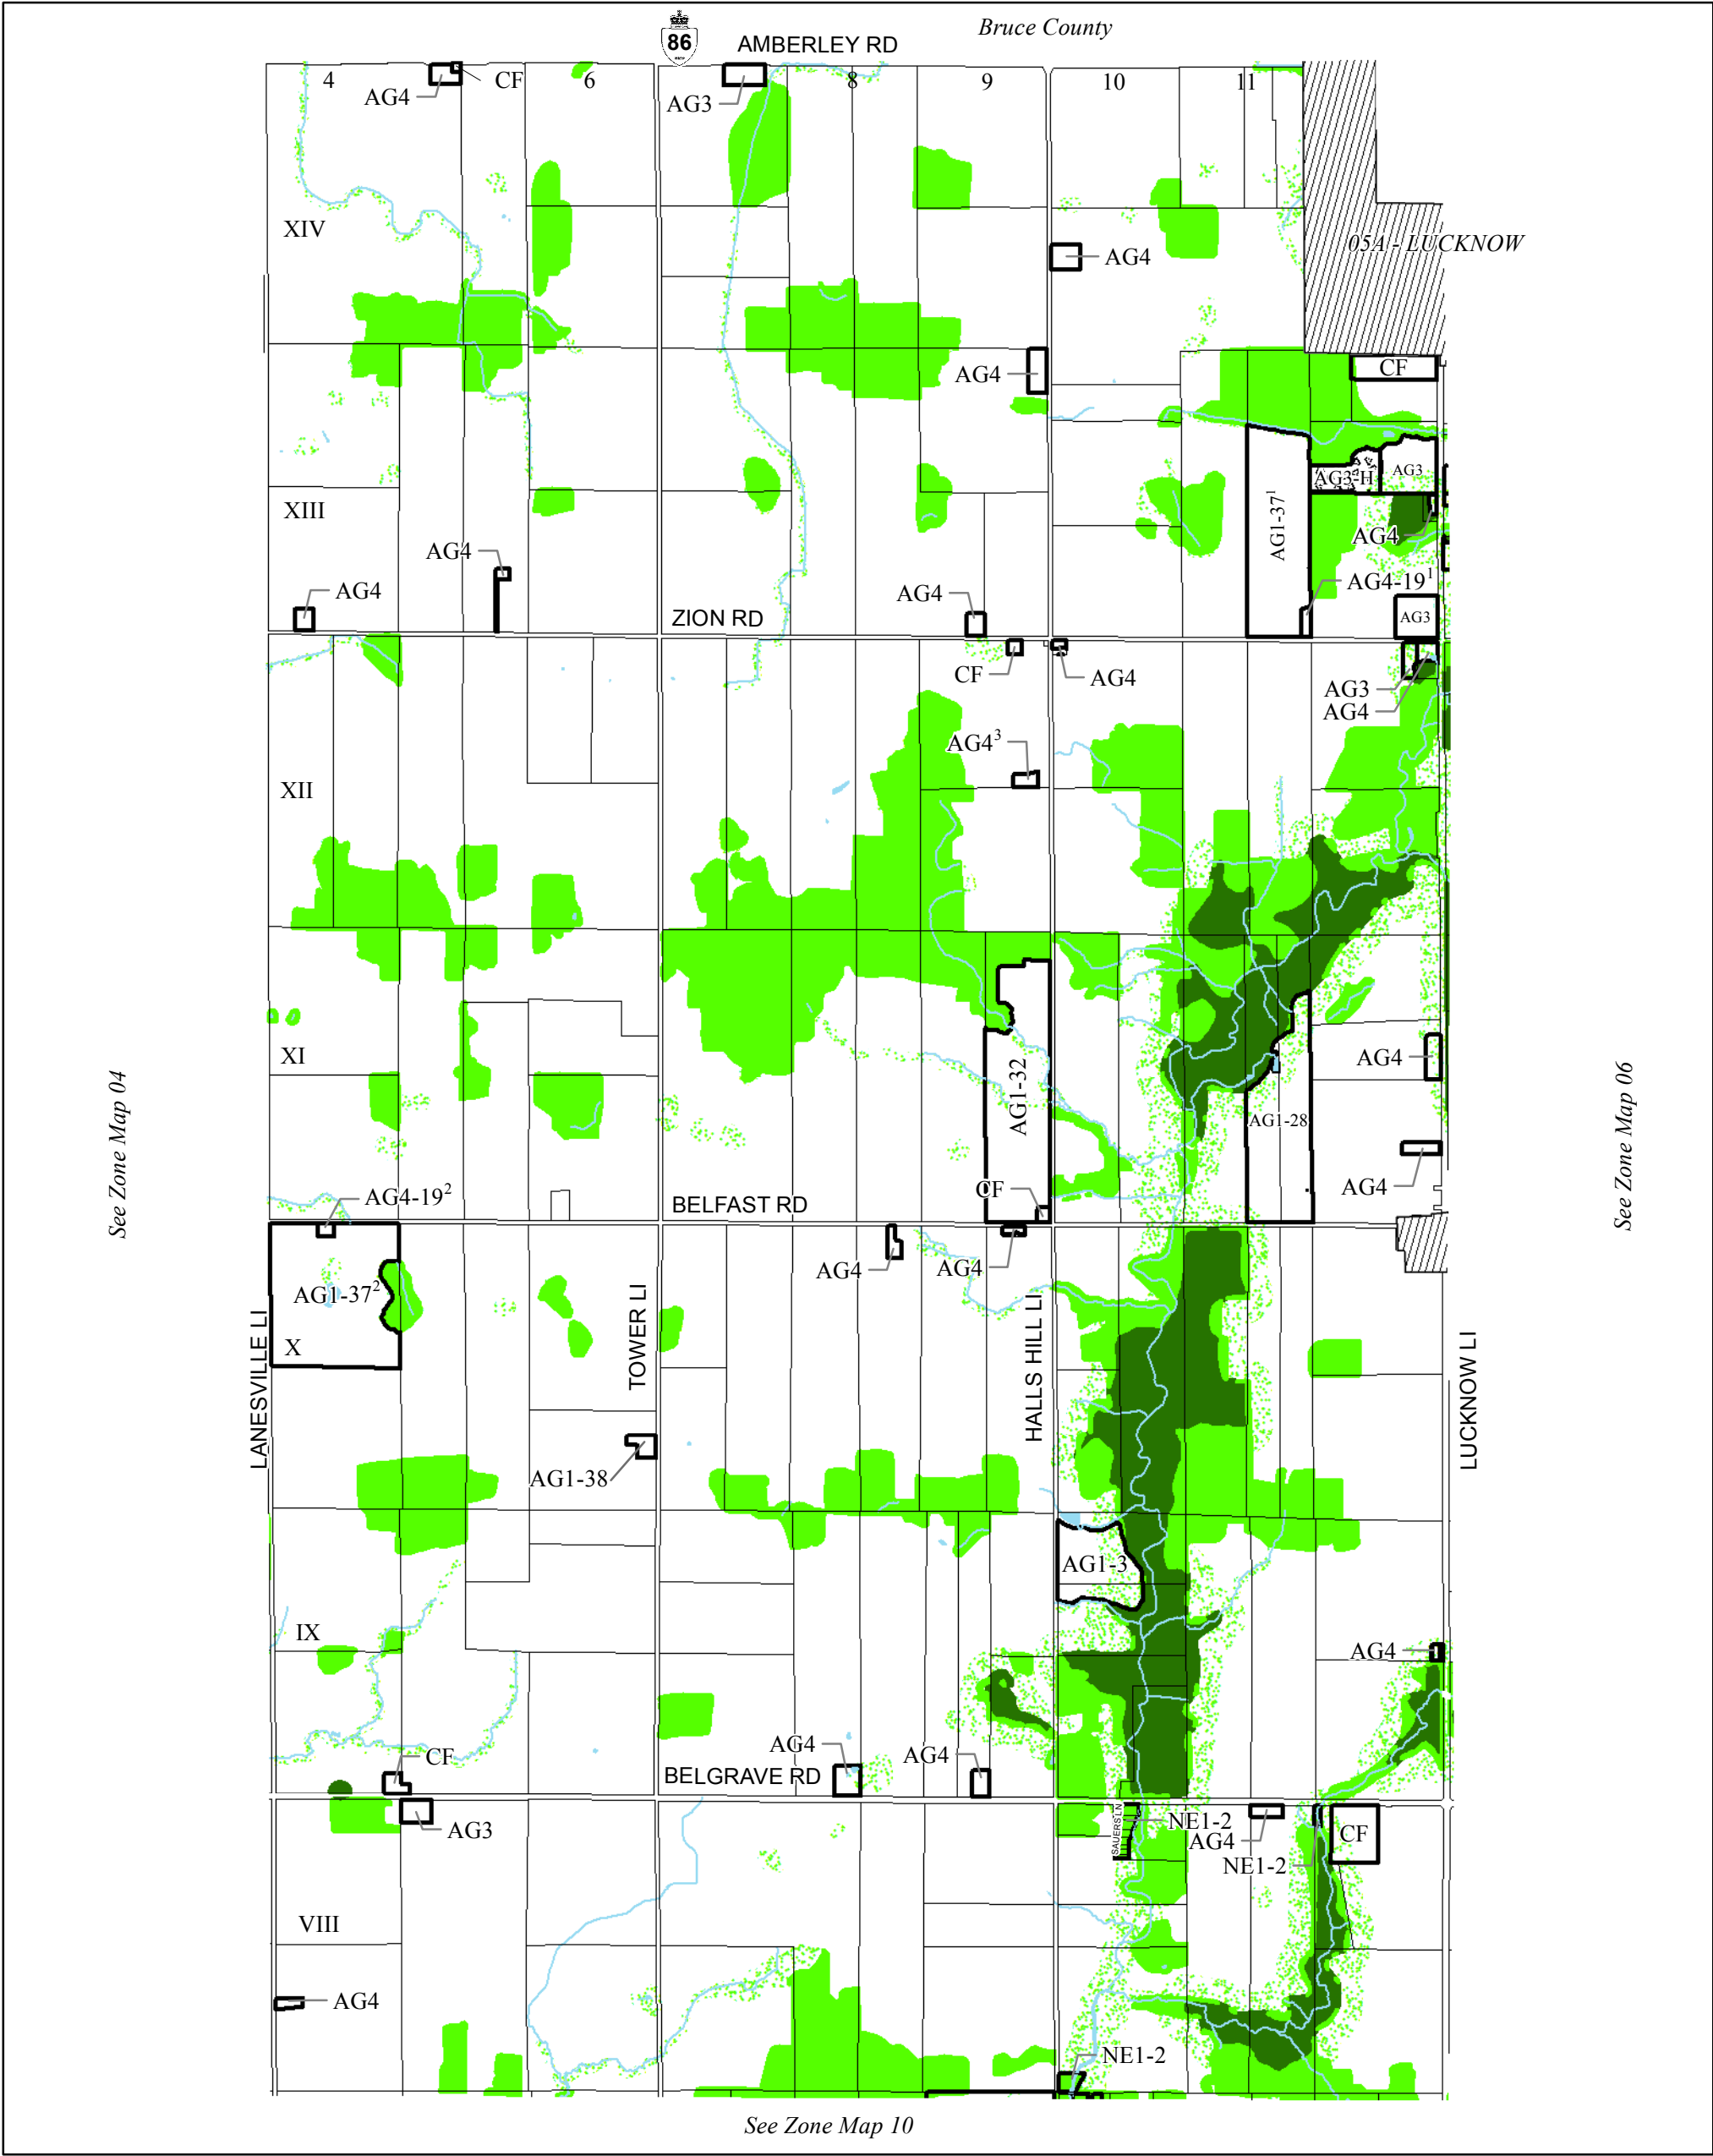 Bruce County
86
AMBERLEY RD
4
CF
6
8
9
10
11
AG4
AG3
XIV
05A - LUCKNOW
AG4
CF
AG4
AG3-H
AG3
XIII
AG1-37¹
AG4
AG4
AG4
AG4-19¹
AG4
ZION RD
AG3
CF
AG4
AG3
AG4
AG4³
XII
XI
AG1-32
AG4
AG1-28
See Zone Map 04
See Zone Map 06
CF
AG4
AG4-19²
BELFAST RD
AG4
AG4
AG1-37²
X
LANESVILLE LI
TOWER LI
HALLS HILL LI
LUCKNOW LI
AG1-38
AG1-3
IX
AG4
CF
AG4
AG4
BELGRAVE RD
AG3
SAUERS LN
NE1-2
AG4
CF
NE1-2
VIII
AG4
NE1-2
See Zone Map 10